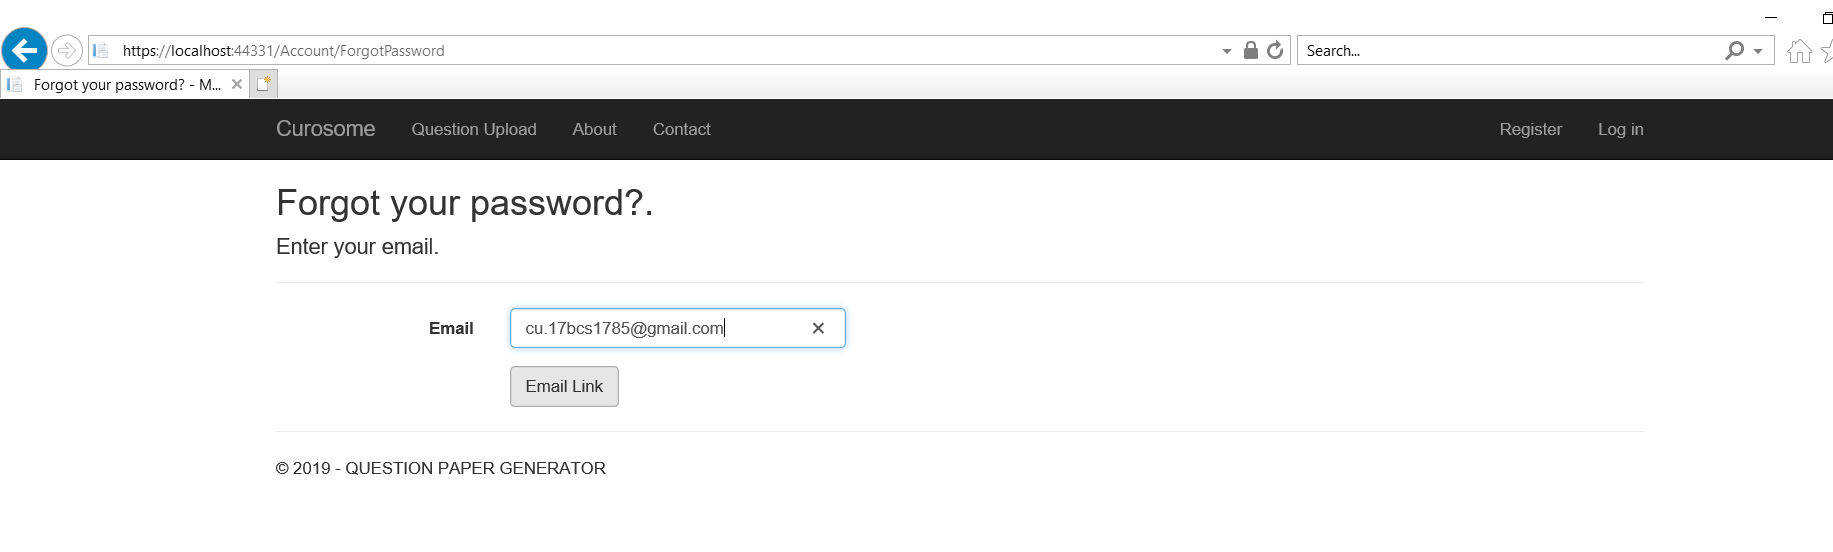 https://localhost:44331/Account/ForgotPassword
Search...
Forgot your password? - M...
Curosome Question Upload About Contact Register Log in
Forgot your password?.
Enter your email.
Email cu.17bcs1785@gmail.com
Email Link
© 2019 - QUESTION PAPER GENERATOR